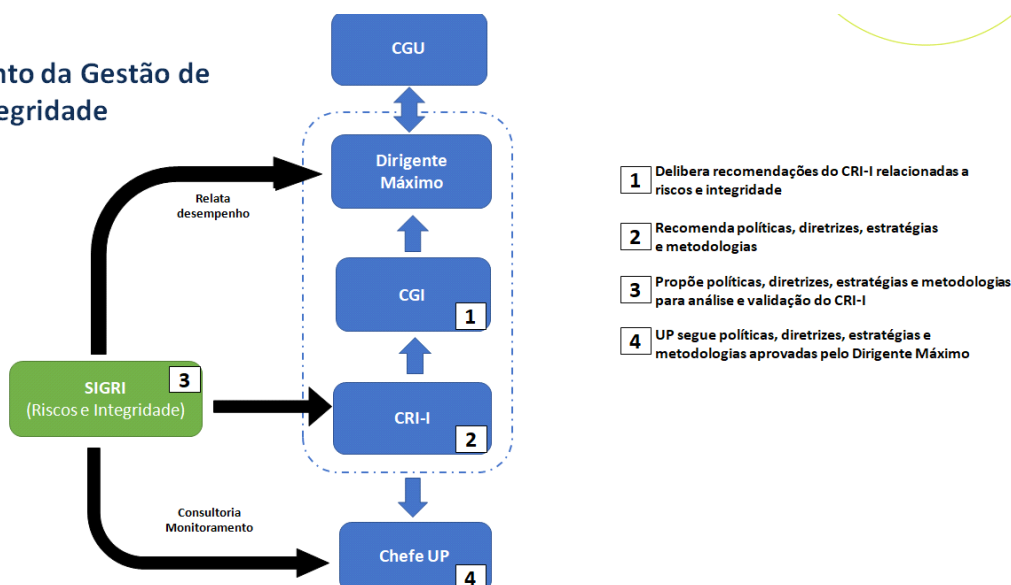 nto da Gestão de
egridade
CGU
Dirigente
Máximo
Relata
desempenho
CGI
1
SIGRI
(Riscos e Integridade)
3
CRI-I
2
Consultoria
Monitoramento
Chefe UP
4
1 Delibera recomendações do CRI-I relacionadas a
riscos e integridade
2 Recomenda políticas, diretrizes, estratégias
e metodologias
3 Propõe políticas, diretrizes, estratégias e metodologias
para análise e validação do CRI-I
4 UP segue políticas, diretrizes, estratégias e
metodologias aprovadas pelo Dirigente Máximo